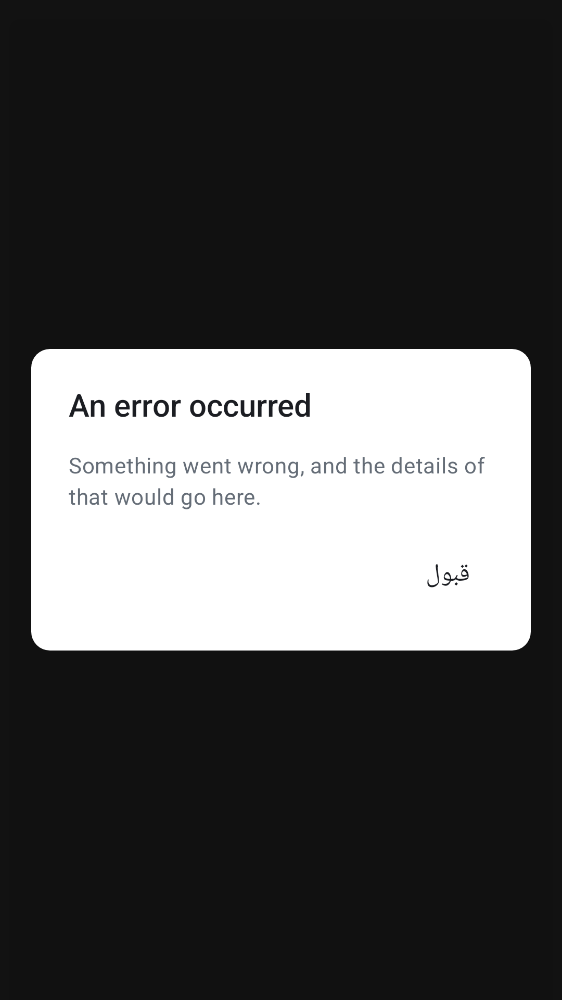 An error occurred
Something went wrong, and the details of
that would go here.
قبول